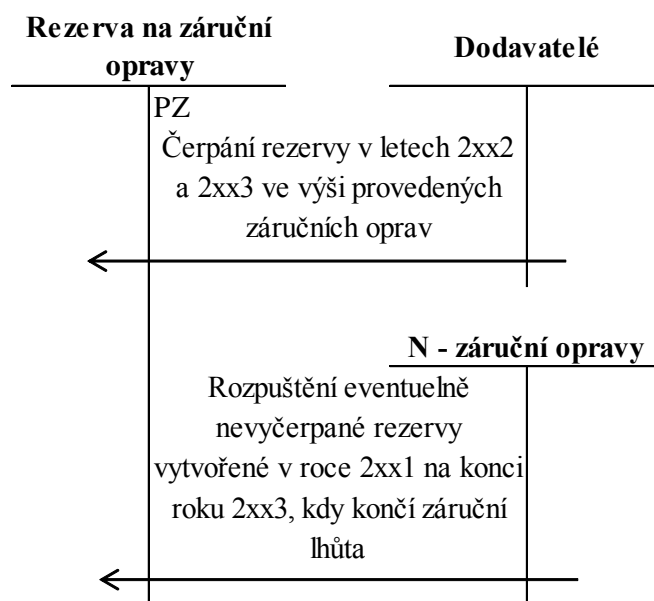 Rezerva na záruční
opravy
Dodavatelé
PZ
Čerpání rezervy v letech 2xx2
a 2xx3 ve výši provedených
záručních oprav
N - záruční opravy
Rozpuštění eventuelně
nevyčerpané rezervy
vytvořené v roce 2xx1 na konci
roku 2xx3, kdy končí záruční
lhůta